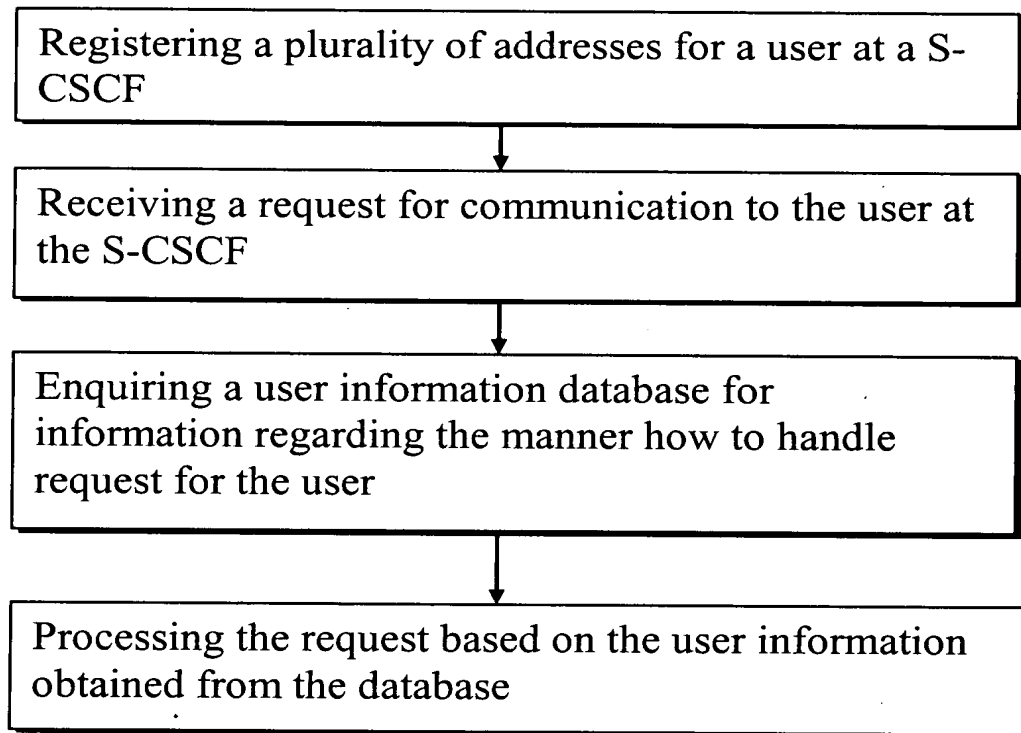 Registering a plurality of addresses for a user at a S-
CSCF
Receiving a request for communication to the user at
the S-CSCF
Enquiring a user information database for
information regarding the manner how to handle
request for the user
Processing the request based on the user information
obtained from the database